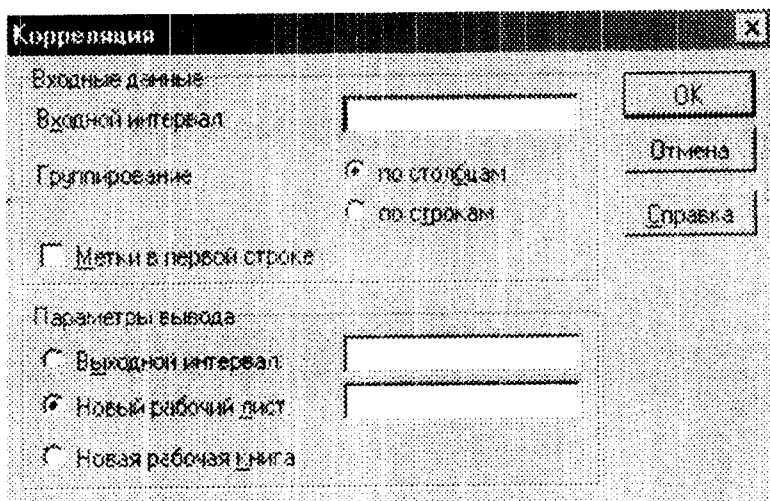 Корреляция
Входные данные
Входной интервал:
OK
Группирование:
по столбцам
Отмена
по строкам
Справка
Метки в первой строке
Параметры вывода
Выходной интервал:
Новый рабочий лист:
Новая рабочая книга